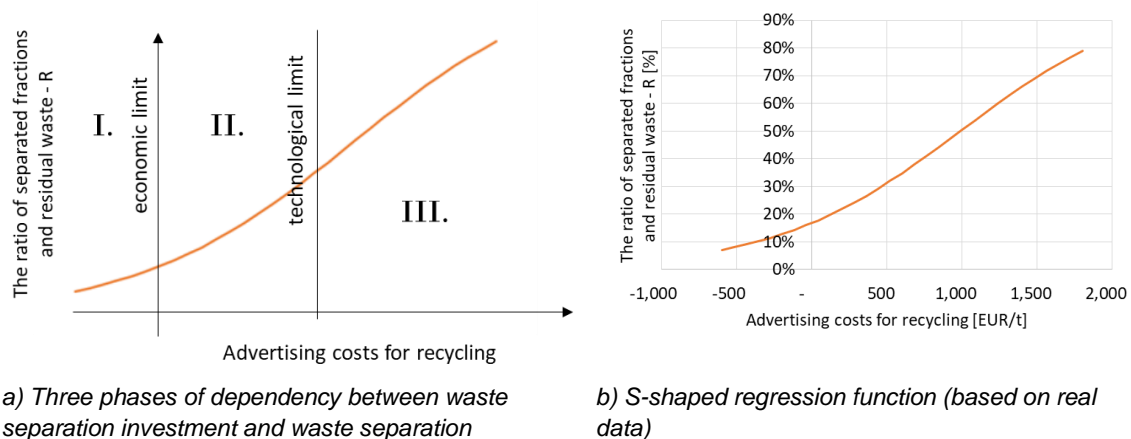 The ratio of separated fractions
and residual waste - R
I.
economic limit
II.
technological limit
III.
Advertising costs for recycling
a) Three phases of dependency between waste
separation investment and waste separation
The ratio of separated fractions
and residual waste - R [%]
90%
80%
70%
60%
50%
40%
30%
20%
10%
0%
-1,000 -500 - 500 1,000 1,500 2,000
Advertising costs for recycling [EUR/t]
b) S-shaped regression function (based on real
data)